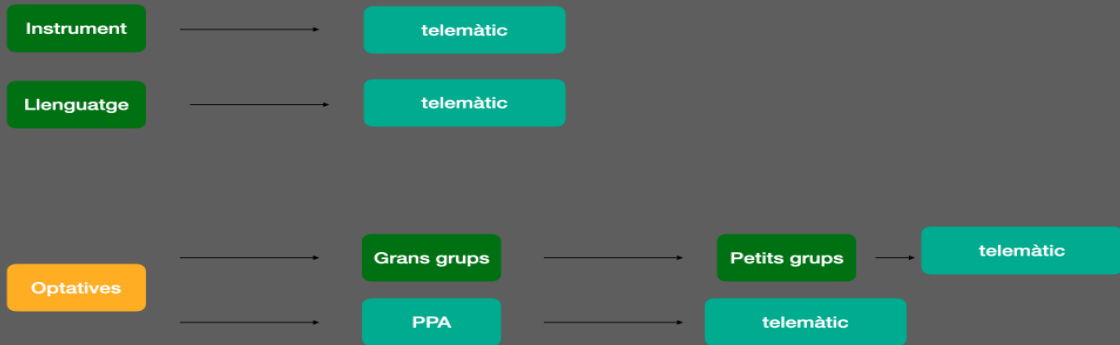 Instrument
telemàtic
Llenguatge
telemàtic
Optatives
Grans grups
Petits grups
telemàtic
PPA
telemàtic